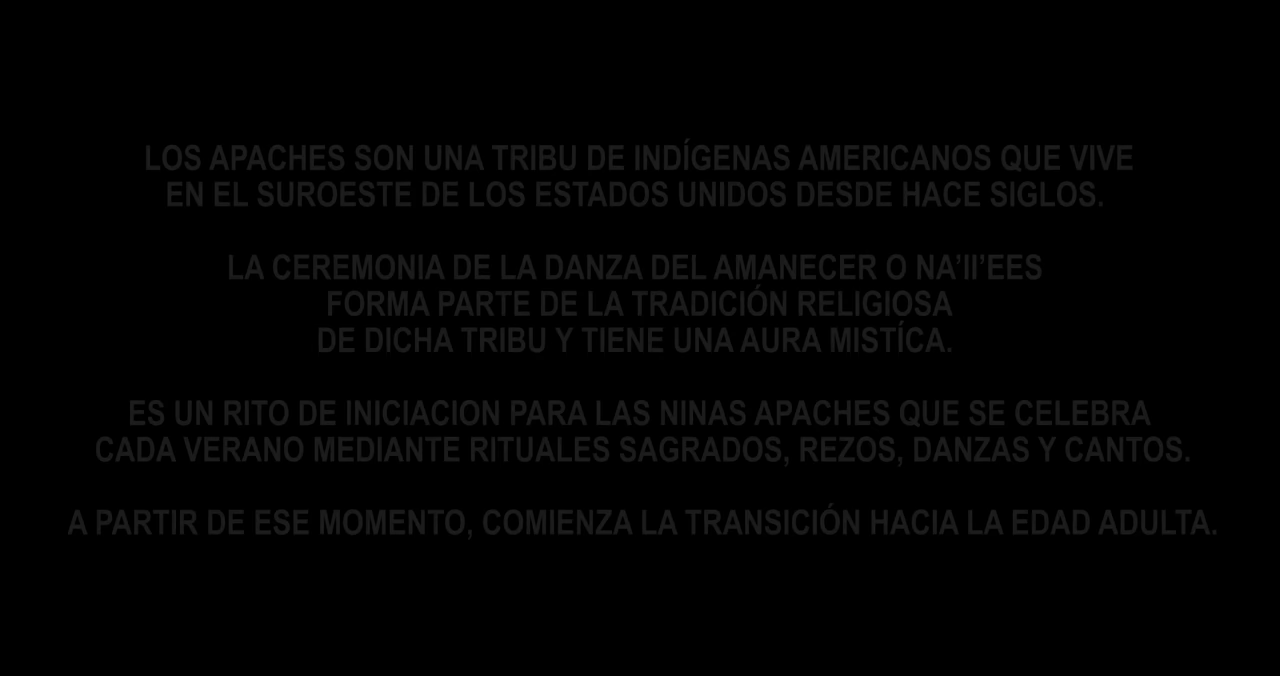 LOS APACHES SON UNA TRIBU DE INDÍGENAS AMERICANOS QUE VIVE
EN EL SUROESTE DE LOS ESTADOS UNIDOS DESDE HACE SIGLOS.
LA CEREMONIA DE LA DANZA DEL AMANECER O NA’II’EES
FORMA PARTE DE LA TRADICIÓN RELIGIOSA
DE DICHA TRIBU Y TIENE UNA AURA MISTÍCA.
ES UN RITO DE INICIACION PARA LAS NINAS APACHES QUE SE CELEBRA
CADA VERANO MEDIANTE RITUALES SAGRADOS, REZOS, DANZAS Y CANTOS.
A PARTIR DE ESE MOMENTO, COMIENZA LA TRANSICIÓN HACIA LA EDAD ADULTA.